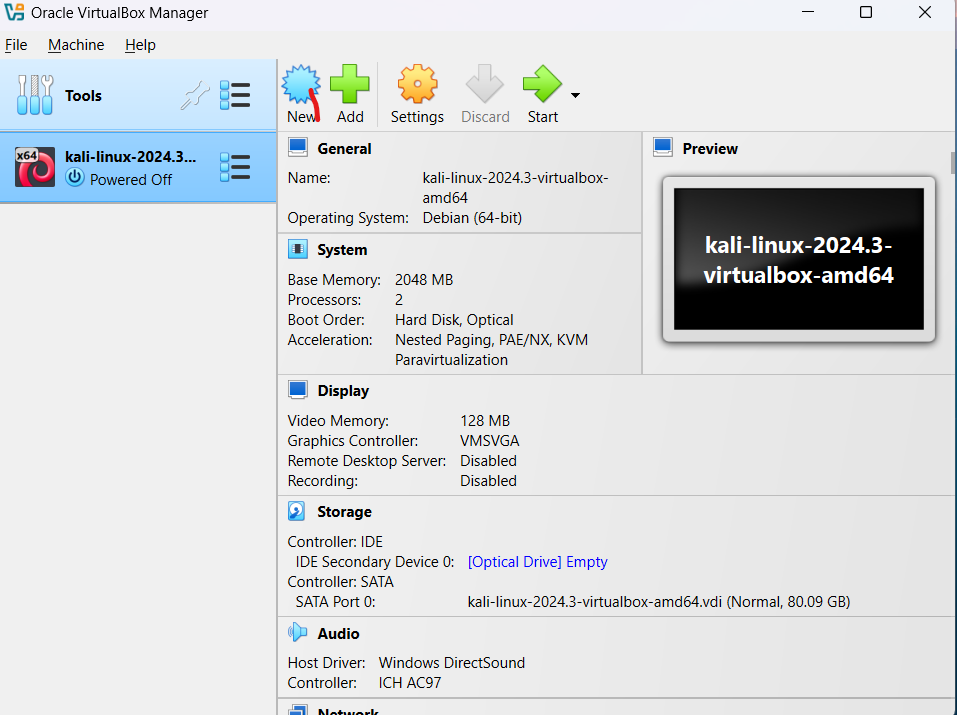 Oracle VirtualBox Manager
File Machine Help
Tools
New Add Settings Discard Start
x64
kali-linux-2024.3...
Powered Off
General
Name: kali-linux-2024.3-virtualbox-
amd64
Operating System: Debian (64-bit)
Preview
kali-linux-2024.3-
virtualbox-amd64
System
Base Memory: 2048 MB
Processors: 2
Boot Order: Hard Disk, Optical
Acceleration: Nested Paging, PAE/NX, KVM
Paravirtualization
Display
Video Memory: 128 MB
Graphics Controller: VMSVGA
Remote Desktop Server: Disabled
Recording: Disabled
Storage
Controller: IDE
IDE Secondary Device 0: [Optical Drive] Empty
Controller: SATA
SATA Port 0: kali-linux-2024.3-virtualbox-amd64.vdi (Normal, 80.09 GB)
Audio
Host Driver: Windows DirectSound
Controller: ICH AC97
Network